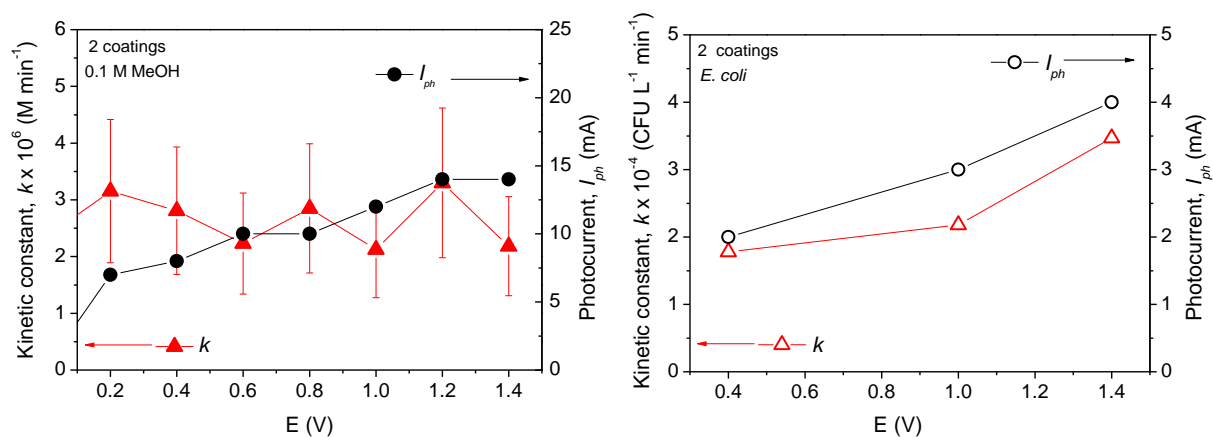 2 coatings
0.1 M MeOH
I_ph
k
Kinetic constant, k x 10^6 (M min^-1)
0
1
2
3
4
5
6
Photocurrent, I_ph (mA)
0
5
10
15
20
25
0.2 0.4 0.6 0.8 1.0 1.2 1.4
E (V)
2 coatings
E. coli
I_ph
k
Kinetic constant, k x 10^-4 (CFU L^-1 min^-1)
0
1
2
3
4
5
Photocurrent, I_ph (mA)
0
1
2
3
4
5
0.4 0.6 0.8 1.0 1.2 1.4
E (V)